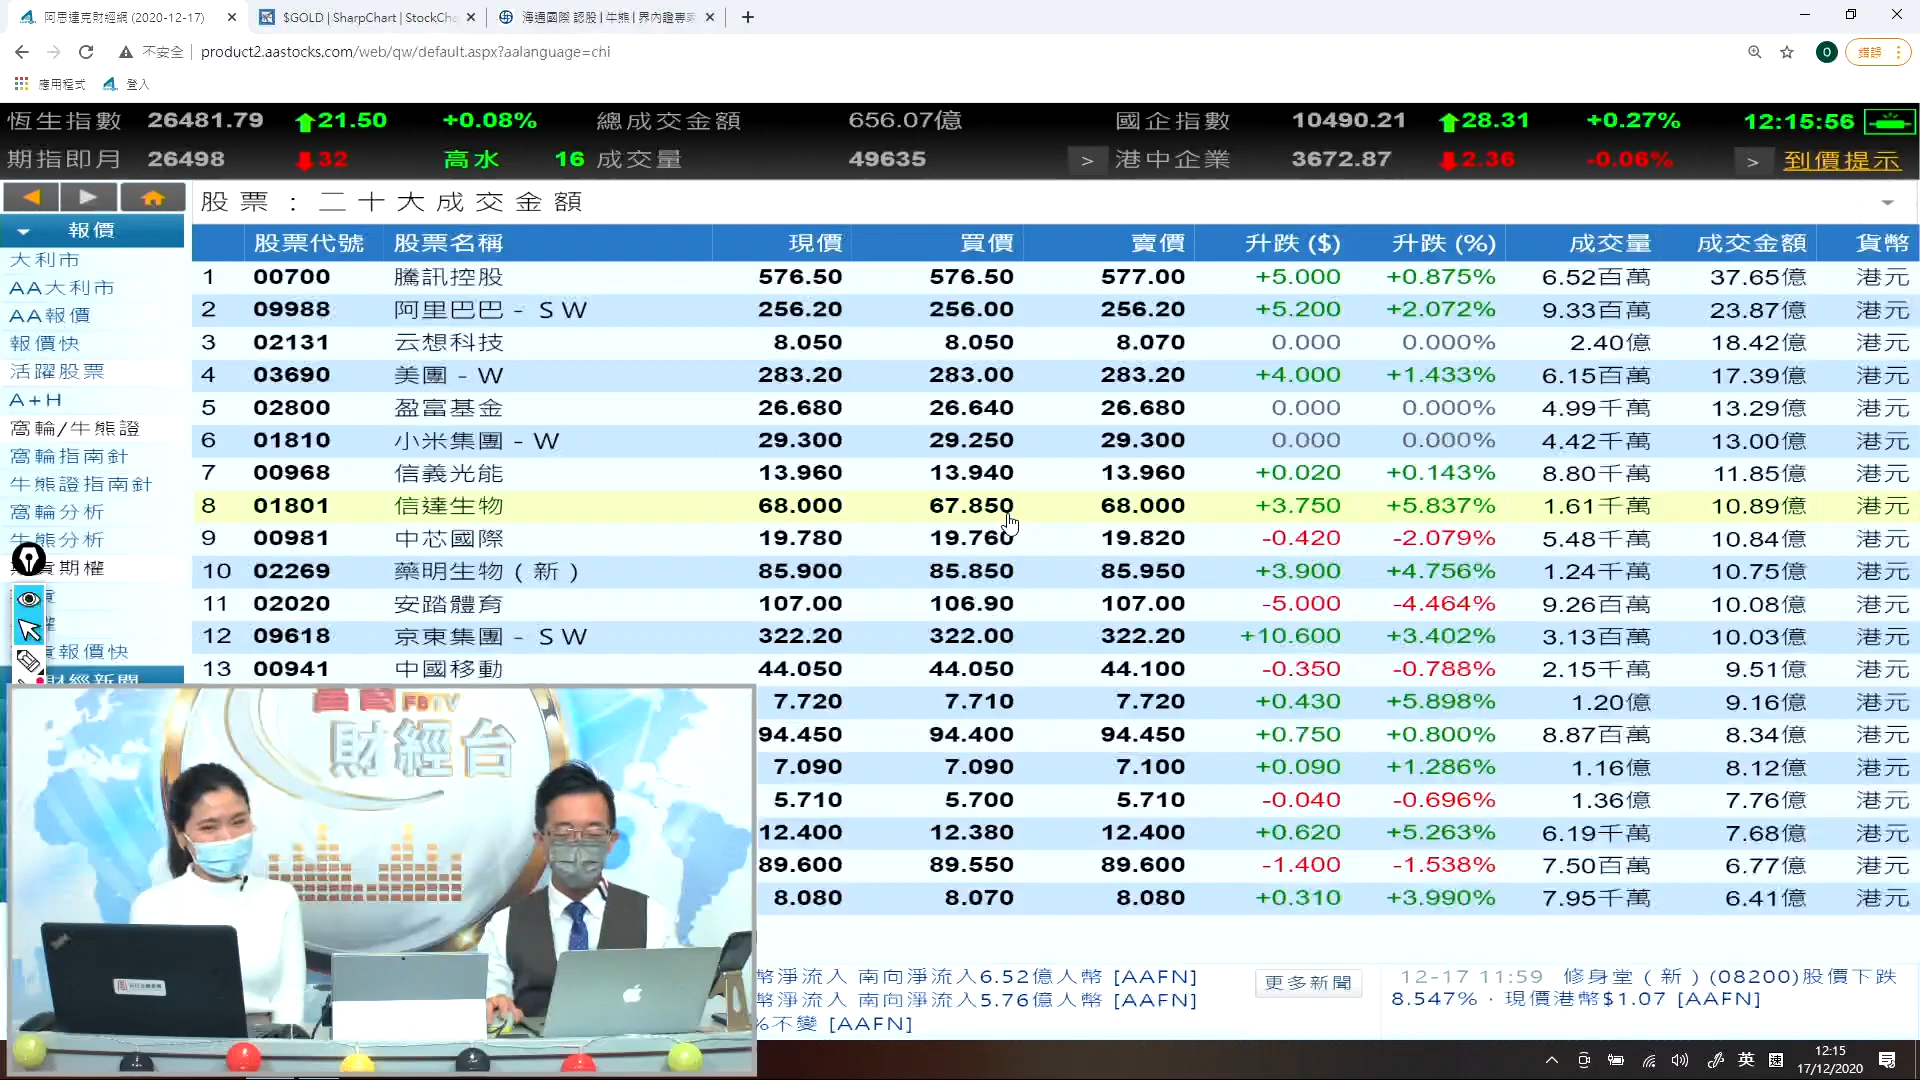 阿思達克財經網 (2020-12-17)
$GOLD | SharpChart | StockCh
海通國際 認股 | 牛熊 | 界內證專
不安全
product2.aastocks.com/web/qw/default.aspx?aalanguage=chi
O
錯誤
應用程式
登入
恆生指數 26481.79 21.50 +0.08% 總成交金額 656.07億 國企指數 10490.21 28.31 +0.27% 12:15:56
期指即月 26498 32 高水 16 成交量 49635 > 港中企業 3672.87 2.36 -0.06% > 到價提示
股票：二十大成交金額
報價
大利市
AA大利市
AA報價
報價快
活躍股票
A+H
窩輪/牛熊證
窩輪指南針
牛熊證指南針
窩輪分析
牛熊分析
期權
貨報價快
財經新聞
股票代號 股票名稱 現價 買價 賣價 升跌 ($) 升跌 (%) 成交量 成交金額 貨幣
1 00700 騰訊控股 576.50 576.50 577.00 +5.000 +0.875% 6.52百萬 37.65億 港元
2 09988 阿里巴巴－ＳＷ 256.20 256.00 256.20 +5.200 +2.072% 9.33百萬 23.87億 港元
3 02131 云想科技 8.050 8.050 8.070 0.000 0.000% 2.40億 18.42億 港元
4 03690 美團－Ｗ 283.20 283.00 283.20 +4.000 +1.433% 6.15百萬 17.39億 港元
5 02800 盈富基金 26.680 26.640 26.680 0.000 0.000% 4.99千萬 13.29億 港元
6 01810 小米集團－Ｗ 29.300 29.250 29.300 0.000 0.000% 4.42千萬 13.00億 港元
7 00968 信義光能 13.960 13.940 13.960 +0.020 +0.143% 8.80千萬 11.85億 港元
8 01801 信達生物 68.000 67.850 68.000 +3.750 +5.837% 1.61千萬 10.89億 港元
9 00981 中芯國際 19.780 19.760 19.820 -0.420 -2.079% 5.48千萬 10.84億 港元
10 02269 藥明生物（新） 85.900 85.850 85.950 +3.900 +4.756% 1.24千萬 10.75億 港元
11 02020 安踏體育 107.00 106.90 107.00 -5.000 -4.464% 9.26百萬 10.08億 港元
12 09618 京東集團－ＳＷ 322.20 322.00 322.20 +10.600 +3.402% 3.13百萬 10.03億 港元
13 00941 中國移動 44.050 44.050 44.100 -0.350 -0.788% 2.15千萬 9.51億 港元
7.720 7.710 7.720 +0.430 +5.898% 1.20億 9.16億 港元
94.450 94.400 94.450 +0.750 +0.800% 8.87百萬 8.34億 港元
7.090 7.090 7.100 +0.090 +1.286% 1.16億 8.12億 港元
5.710 5.700 5.710 -0.040 -0.696% 1.36億 7.76億 港元
12.400 12.380 12.400 +0.620 +5.263% 6.19千萬 7.68億 港元
89.600 89.550 89.600 -1.400 -1.538% 7.50百萬 6.77億 港元
8.080 8.070 8.080 +0.310 +3.990% 7.95千萬 6.41億 港元
FBTV
財經台
幣淨流入 南向淨流入6.52億人幣 [AAFN]
幣淨流入 南向淨流入5.76億人幣 [AAFN]
%不變 [AAFN]
更多新聞
12-17 11:59 修身堂（新）(08200)股價下跌
8.547%，現價港幣$1.07 [AAFN]
英
速
12:15
17/12/2020